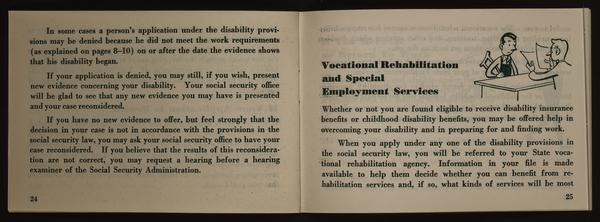 In some cases a person's application under the disability provi-
sions may be denied because he did not meet the work requirements
(as explained on pages 8–10) on or after the date the evidence shows
that his disability began.
If your application is denied, you may still, if you wish, present
new evidence concerning your disability. Your social security office
will be glad to see that any new evidence you may have is presented
and your case reconsidered.
If you have no evidence to offer, but feel strongly that the
decision in your case is not in accordance with the provisions in the
social security law, you may ask your social security office to have your
case reconsidered. If you believe that the results of this reconsidera-
tion are not correct, you may request a hearing before a hearing
examiner of the Social Security Administration.
24
Vocational Rehabilitation
and Special
Employment Services
Whether or not you are found eligible to receive disability insurance
benefits or childhood disability benefits, you may be offered help in
overcoming your disability and in preparing for and finding work.
When you apply under any one of the disability provisions in
the social security law, you will be referred to your State voca-
tional rehabilitation agency. Information in your file is made
available to help them decide whether you can benefit from re-
habilitation services and, if so, what kinds of services will be most
25